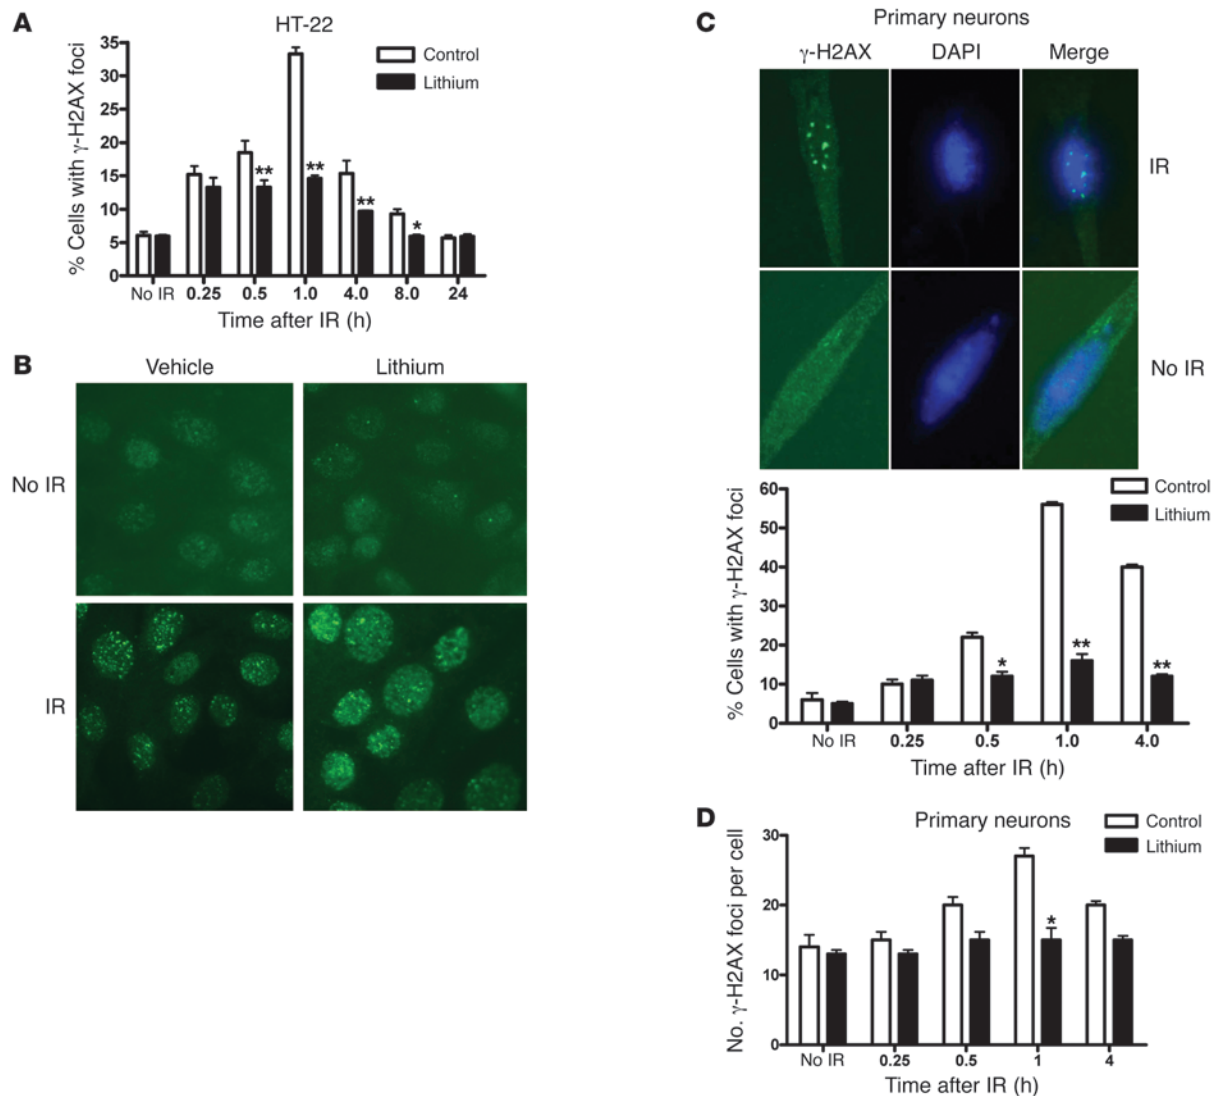 A
HT-22
% Cells with γ-H2AX foci
35
30
25
20
15
10
5
0
Control
Lithium
**
**
**
*
No IR 0.25 0.5 1.0 4.0 8.0 24
Time after IR (h)
B
Vehicle Lithium
No IR
IR
C
Primary neurons
γ-H2AX DAPI Merge
IR
No IR
% Cells with γ-H2AX foci
60
50
40
30
20
10
0
Control
Lithium
*
**
**
No IR 0.25 0.5 1.0 4.0
Time after IR (h)
D
Primary neurons
No. γ-H2AX foci per cell
30
20
10
0
Control
Lithium
*
No IR 0.25 0.5 1 4
Time after IR (h)